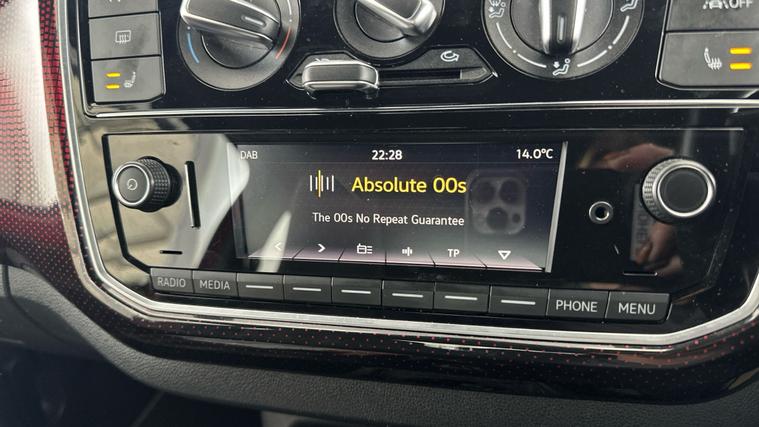 OFF
DAB 22:28 14.0°C
Absolute 00s
The 00s No Repeat Guarantee
TP
RADIO MEDIA PHONE MENU